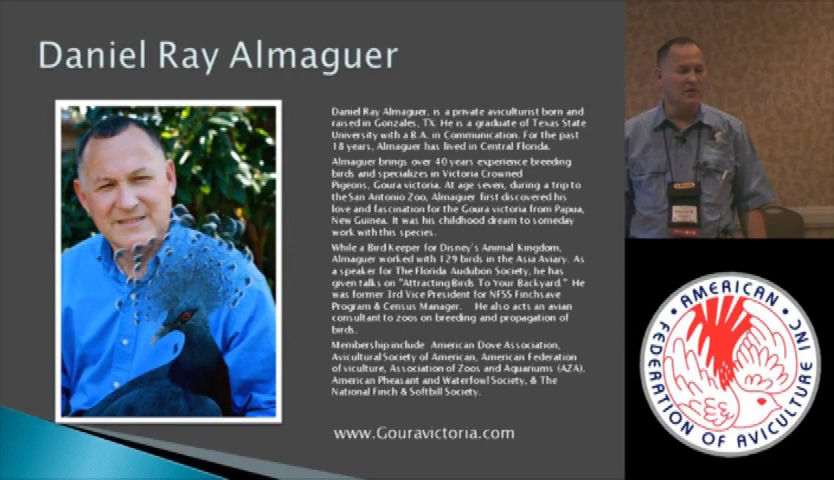 Daniel Ray Almaguer
Daniel Ray Almaguer, is a private aviculturist born and
raised in Gonzales, TX. He is a graduate of Texas State
University with a B.A. in Communication. For the past
18 years, Almaguer has lived in Central Florida.
Almaguer brings over 40 years experience breeding
birds and specializes in Victoria Crowned
Pigeons, Goura victoria. At age seven, during a trip to
the San Antonio Zoo, Almaguer first discovered his
love and fascination for the Goura victoria from Papua,
New Guinea. It was his childhood dream to someday
work with this species.
While a Bird Keeper for Disney's Animal Kingdom,
Almaguer worked with 129 birds in the Asia Aviary. As
a speaker for The Florida Audubon Society, he has
given talks on "Attracting Birds To Your Backyard." He
was former 3rd Vice President for NFSS Finchsave
Program & Census Manager. He also acts an avian
consultant to zoos on breeding and propagation of
birds.
Membership include American Dove Association,
Avicultural Society of American, American Federation
of viculture, Association of Zoos and Aquariums (AZA),
American Pheasant and Waterfowl Society, & The
National Finch & Softbill Society.
www.Gouravictoria.com
AMERICAN FEDERATION OF AVICULTURE INC.